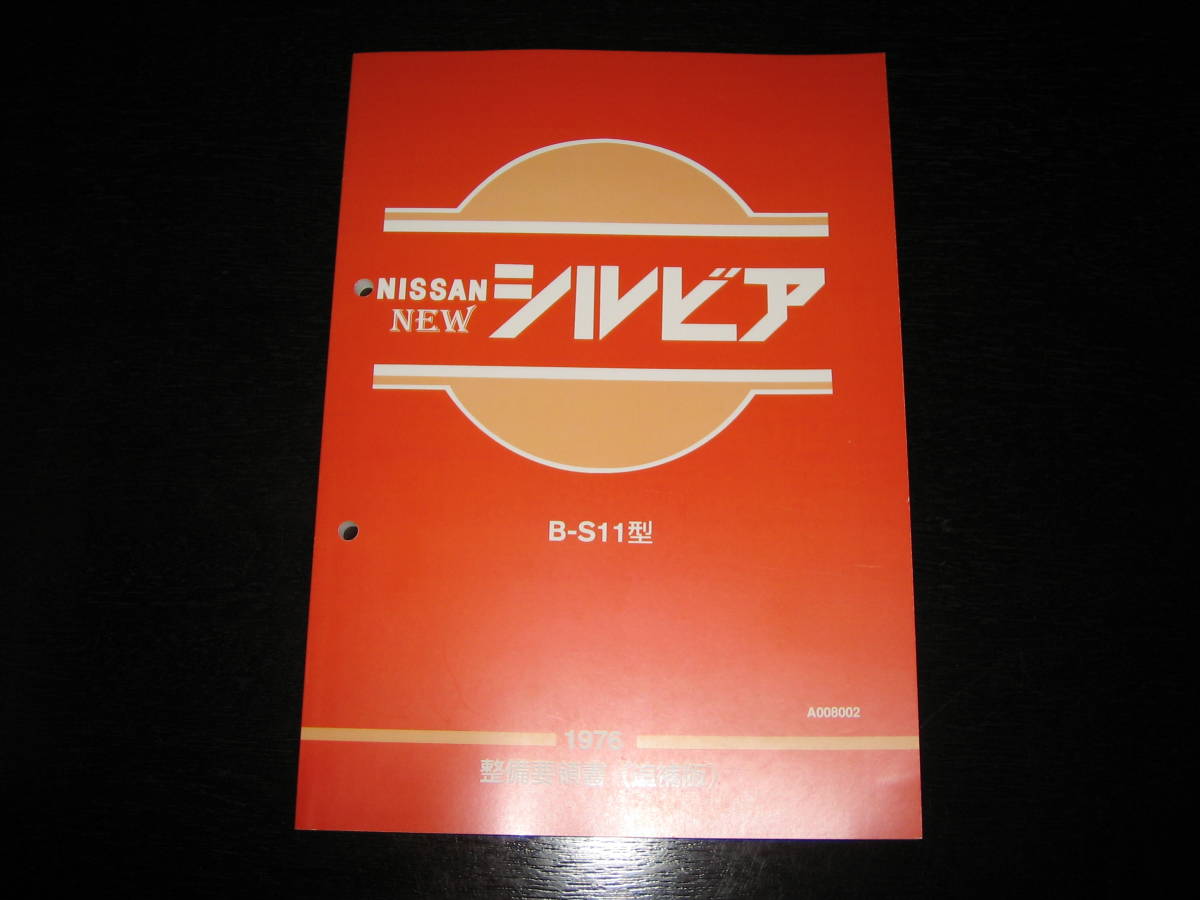 NISSAN
NEW
シルビア
B-S11型
A008002
1976
整備要領書 (追補版)